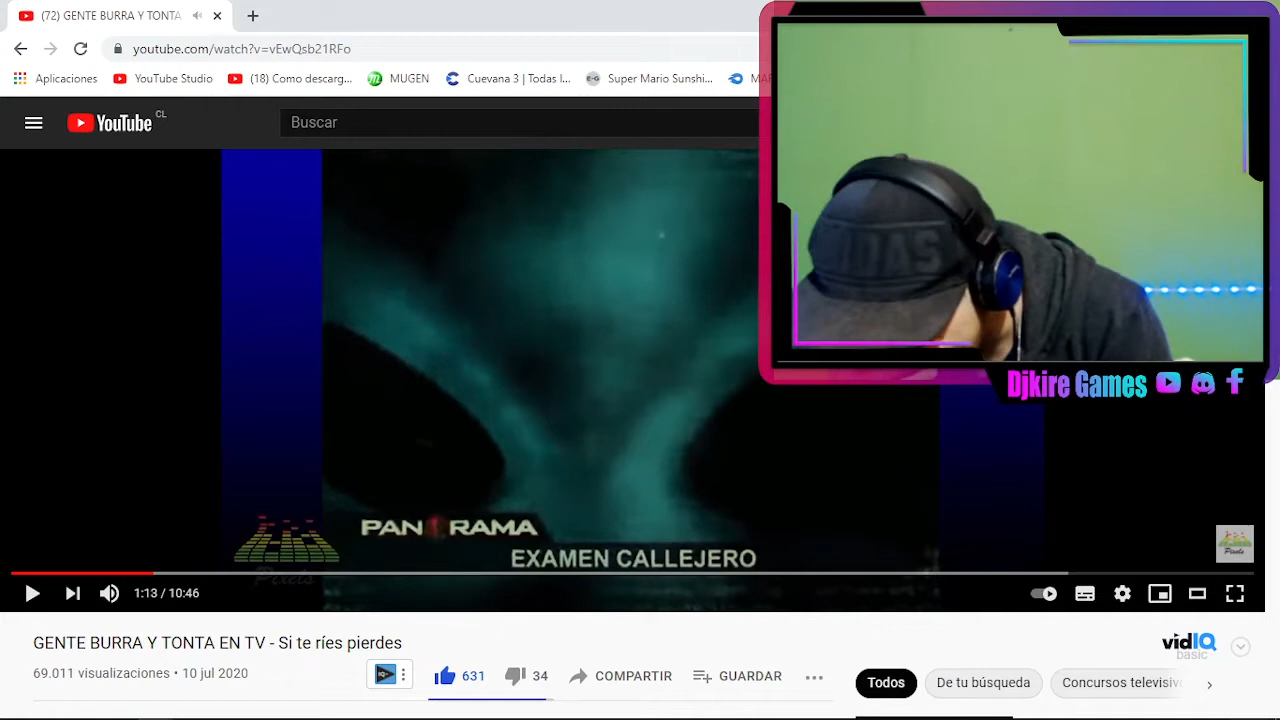 (72) GENTE BURRA Y TONTA
youtube.com/watch?v=vEwQsb21RFo
Aplicaciones YouTube Studio (18) Como descarg... MUGEN Cuevana 3 | Todas l... Super Mario Sunshi...
YouTube CL
Buscar
ADIDAS
Djkire Games
PANORAMA
EXAMEN CALLEJERO
Pixels
Pixels
1:13 / 10:46
GENTE BURRA Y TONTA EN TV - Si te ríes pierdes
69.011 visualizaciones • 10 jul 2020
631 34 COMPARTIR GUARDAR
vidIQ
basic
Todos De tu búsqueda Concursos televisiv